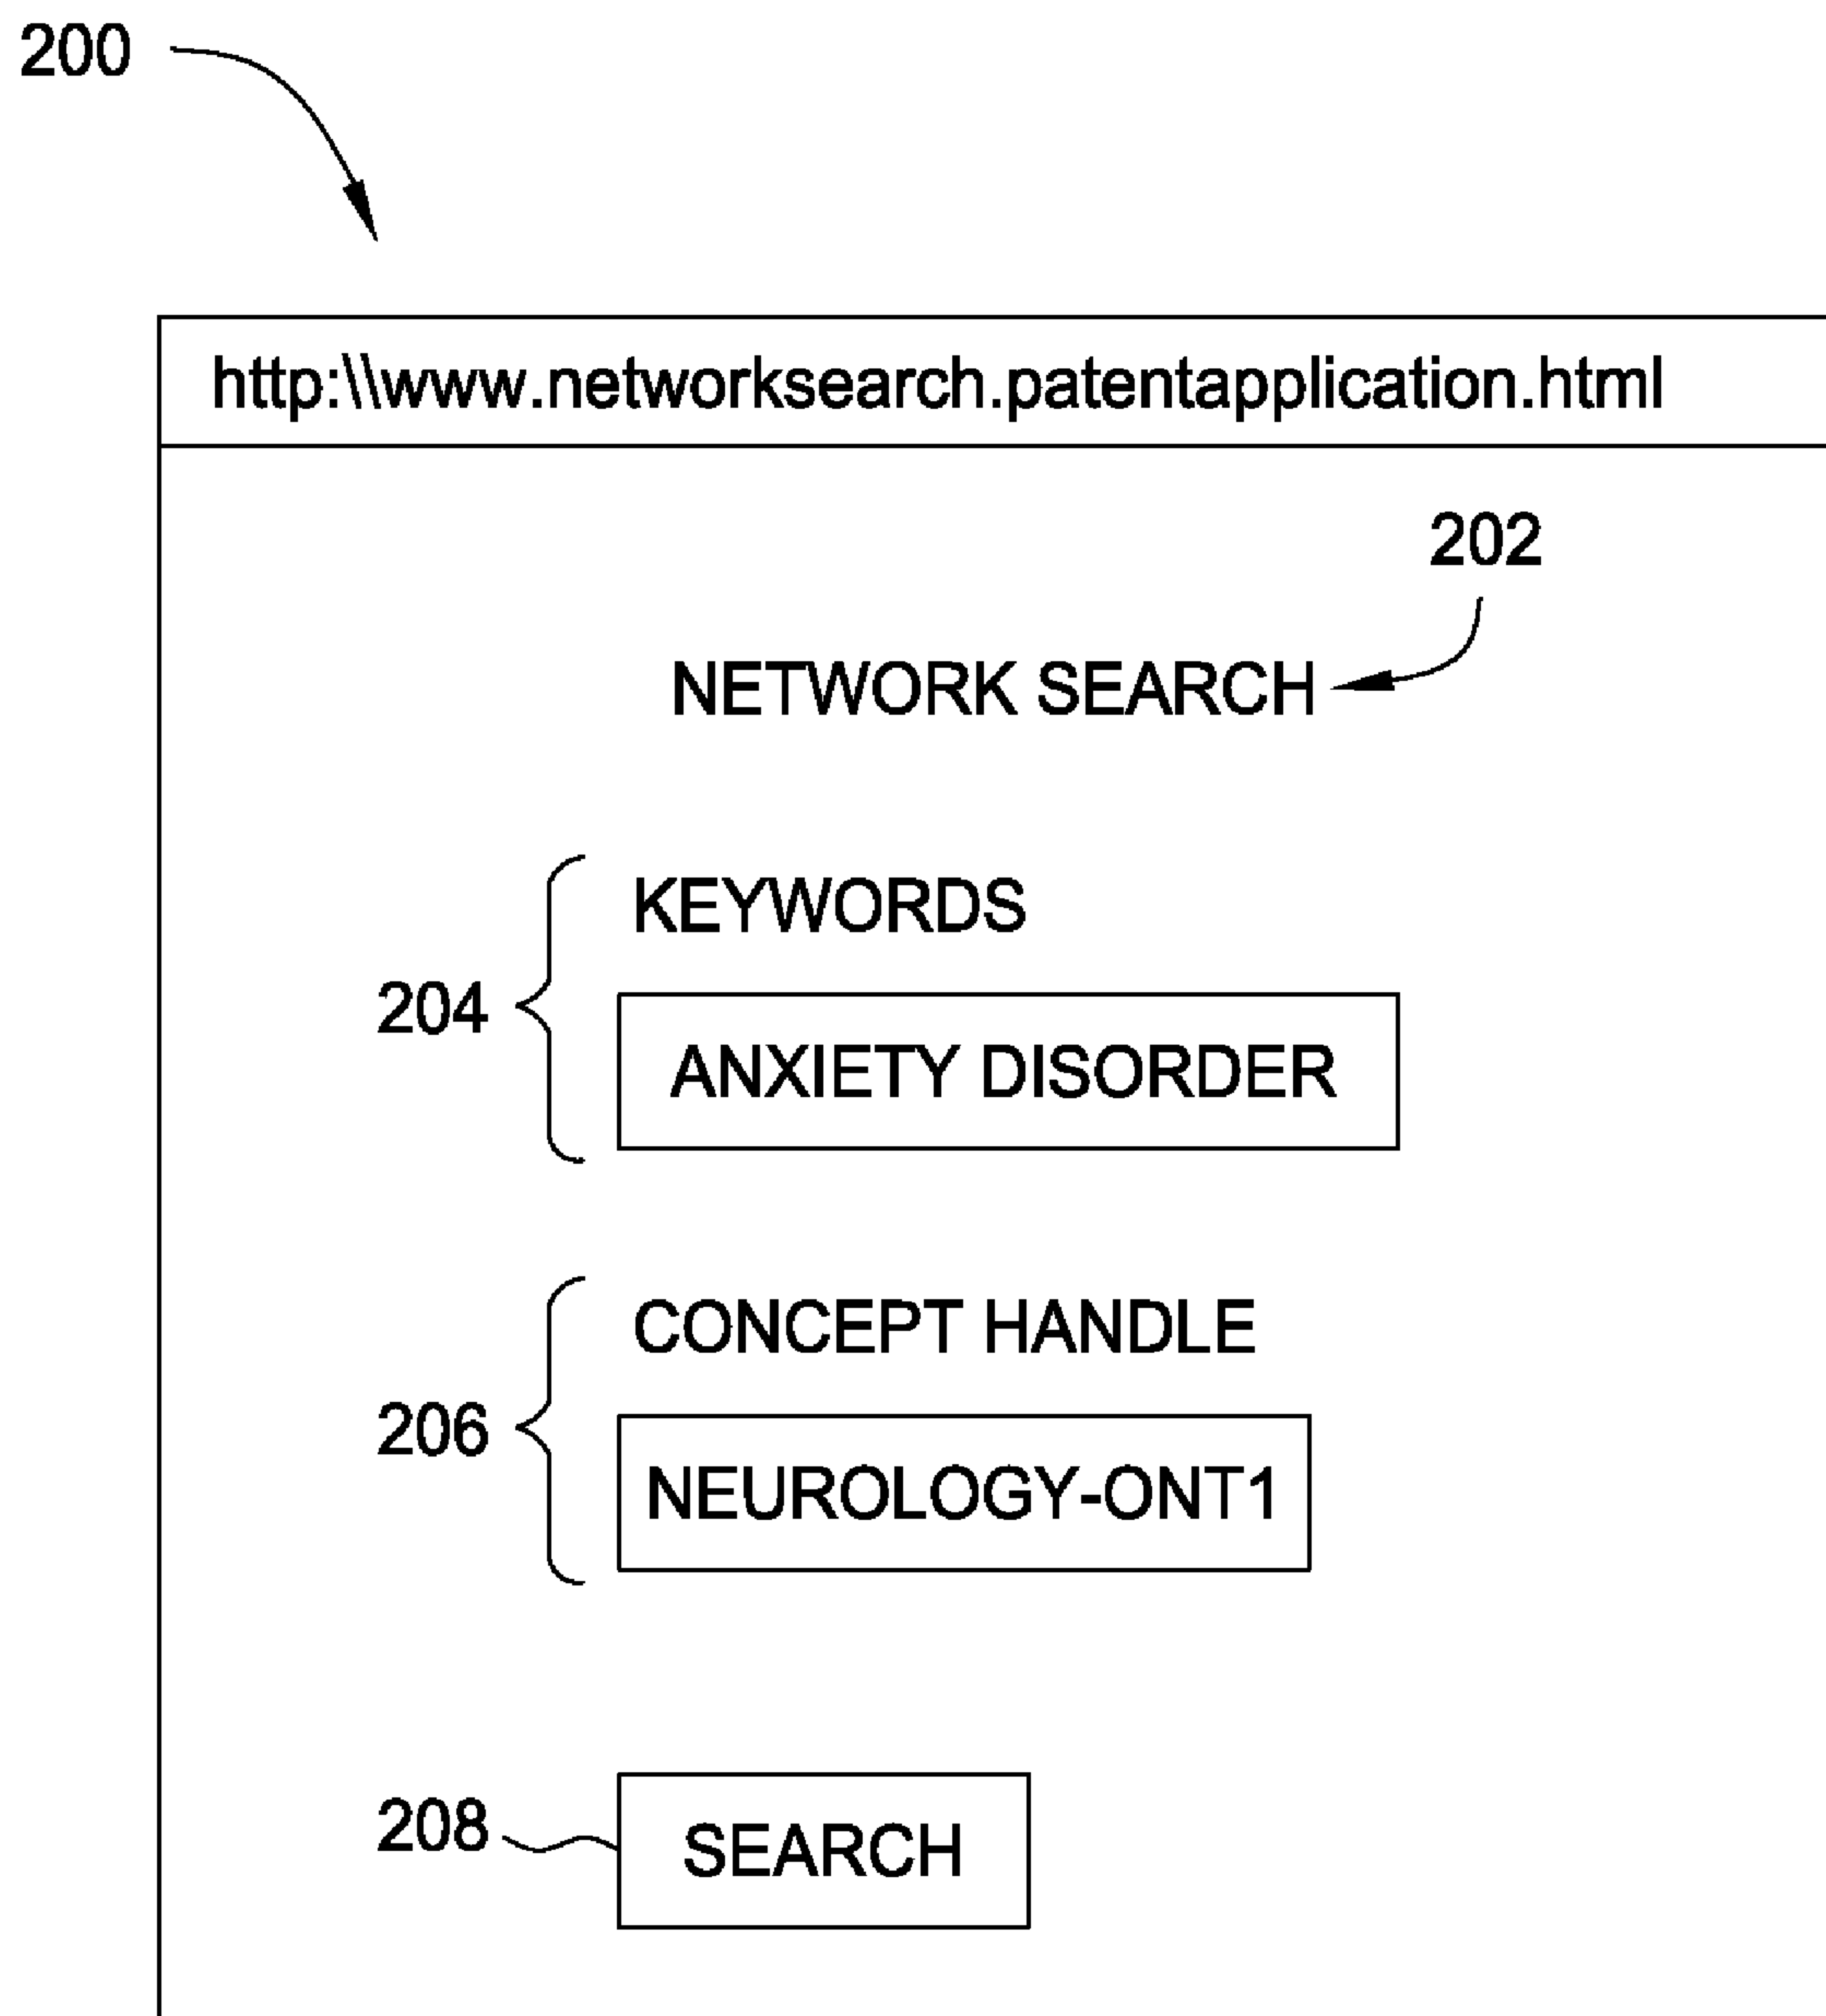 200
http:\\www.networksearch.patentapplication.html
202
NETWORK SEARCH
KEYWORDS
204
ANXIETY DISORDER
CONCEPT HANDLE
206
NEUROLOGY-ONT1
208
SEARCH